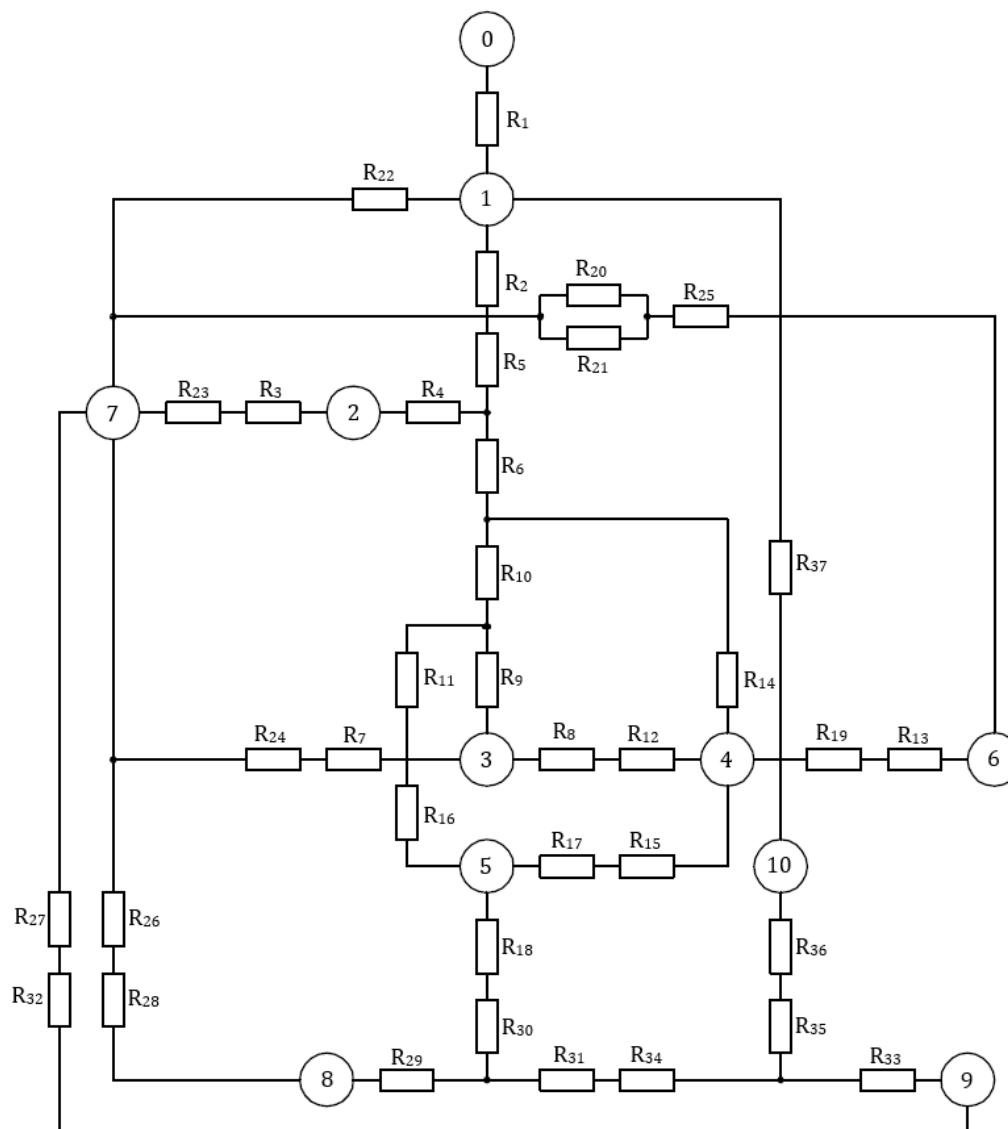 0
R₁
R₂₂
1
R₂
R₂₀
R₂₅
R₅
R₂₁
7
R₂₃
R₃
2
R₄
R₆
R₁₀
R₃₇
R₁₁
R₉
R₁₄
R₂₄
R₇
3
R₈
R₁₂
4
R₁₉
R₁₃
6
R₁₆
5
R₁₇
R₁₅
10
R₂₇
R₂₆
R₁₈
R₃₆
R₃₂
R₂₈
R₃₀
R₃₅
8
R₂₉
R₃₁
R₃₄
R₃₃
9